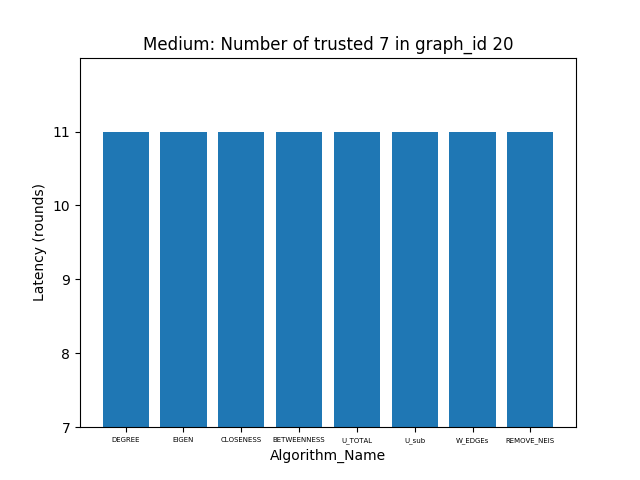 Medium: Number of trusted 7 in graph_id 20
Latency (rounds)
11
10
9
8
7
DEGREE EIGEN CLOSENESS BETWEENNESS U_TOTAL U_sub W_EDGEs REMOVE_NEIS
Algorithm_Name